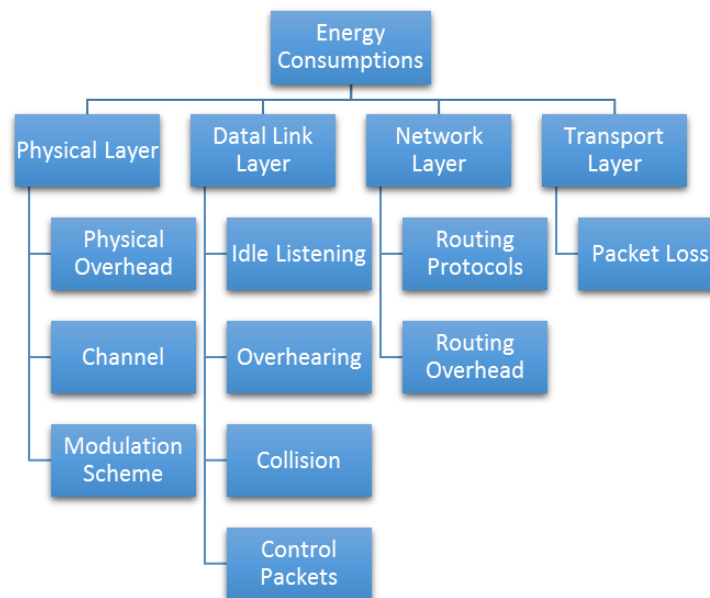 Energy
Consumptions
Physical Layer
Datal Link
Layer
Network
Layer
Transport
Layer
Physical
Overhead
Idle Listening
Routing
Protocols
Packet Loss
Channel
Overhearing
Routing
Overhead
Modulation
Scheme
Collision
Control
Packets